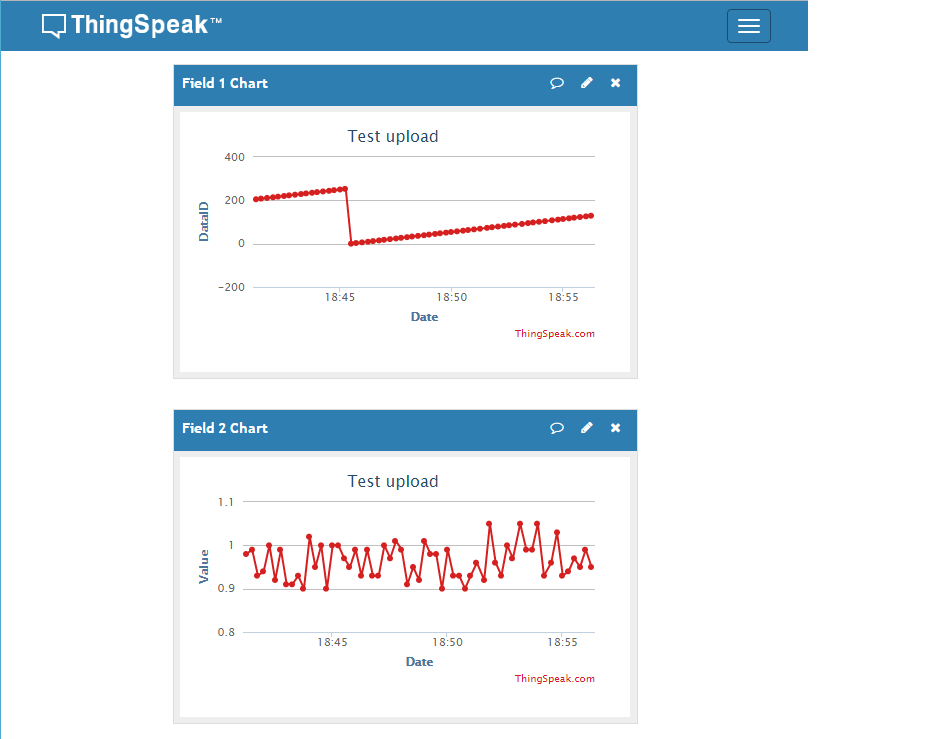 ThingSpeak™
Field 1 Chart
Test upload
400
200
0
-200
DataID
18:45 18:50 18:55
Date
ThingSpeak.com
Field 2 Chart
Test upload
1.1
1
0.9
0.8
Value
18:45 18:50 18:55
Date
ThingSpeak.com